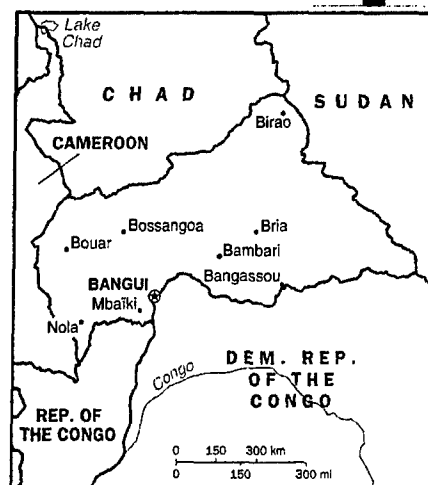 Lake
Chad
CHAD
SUDAN
Birao
CAMEROON
Bossangoa
Bria
Bouar
Bambari
BANGUI
Bangassou
Mbaïki
Nola
DEM. REP.
OF THE
CONGO
Congo
REP. OF
THE CONGO
0 150 300 km
0 150 300 mi